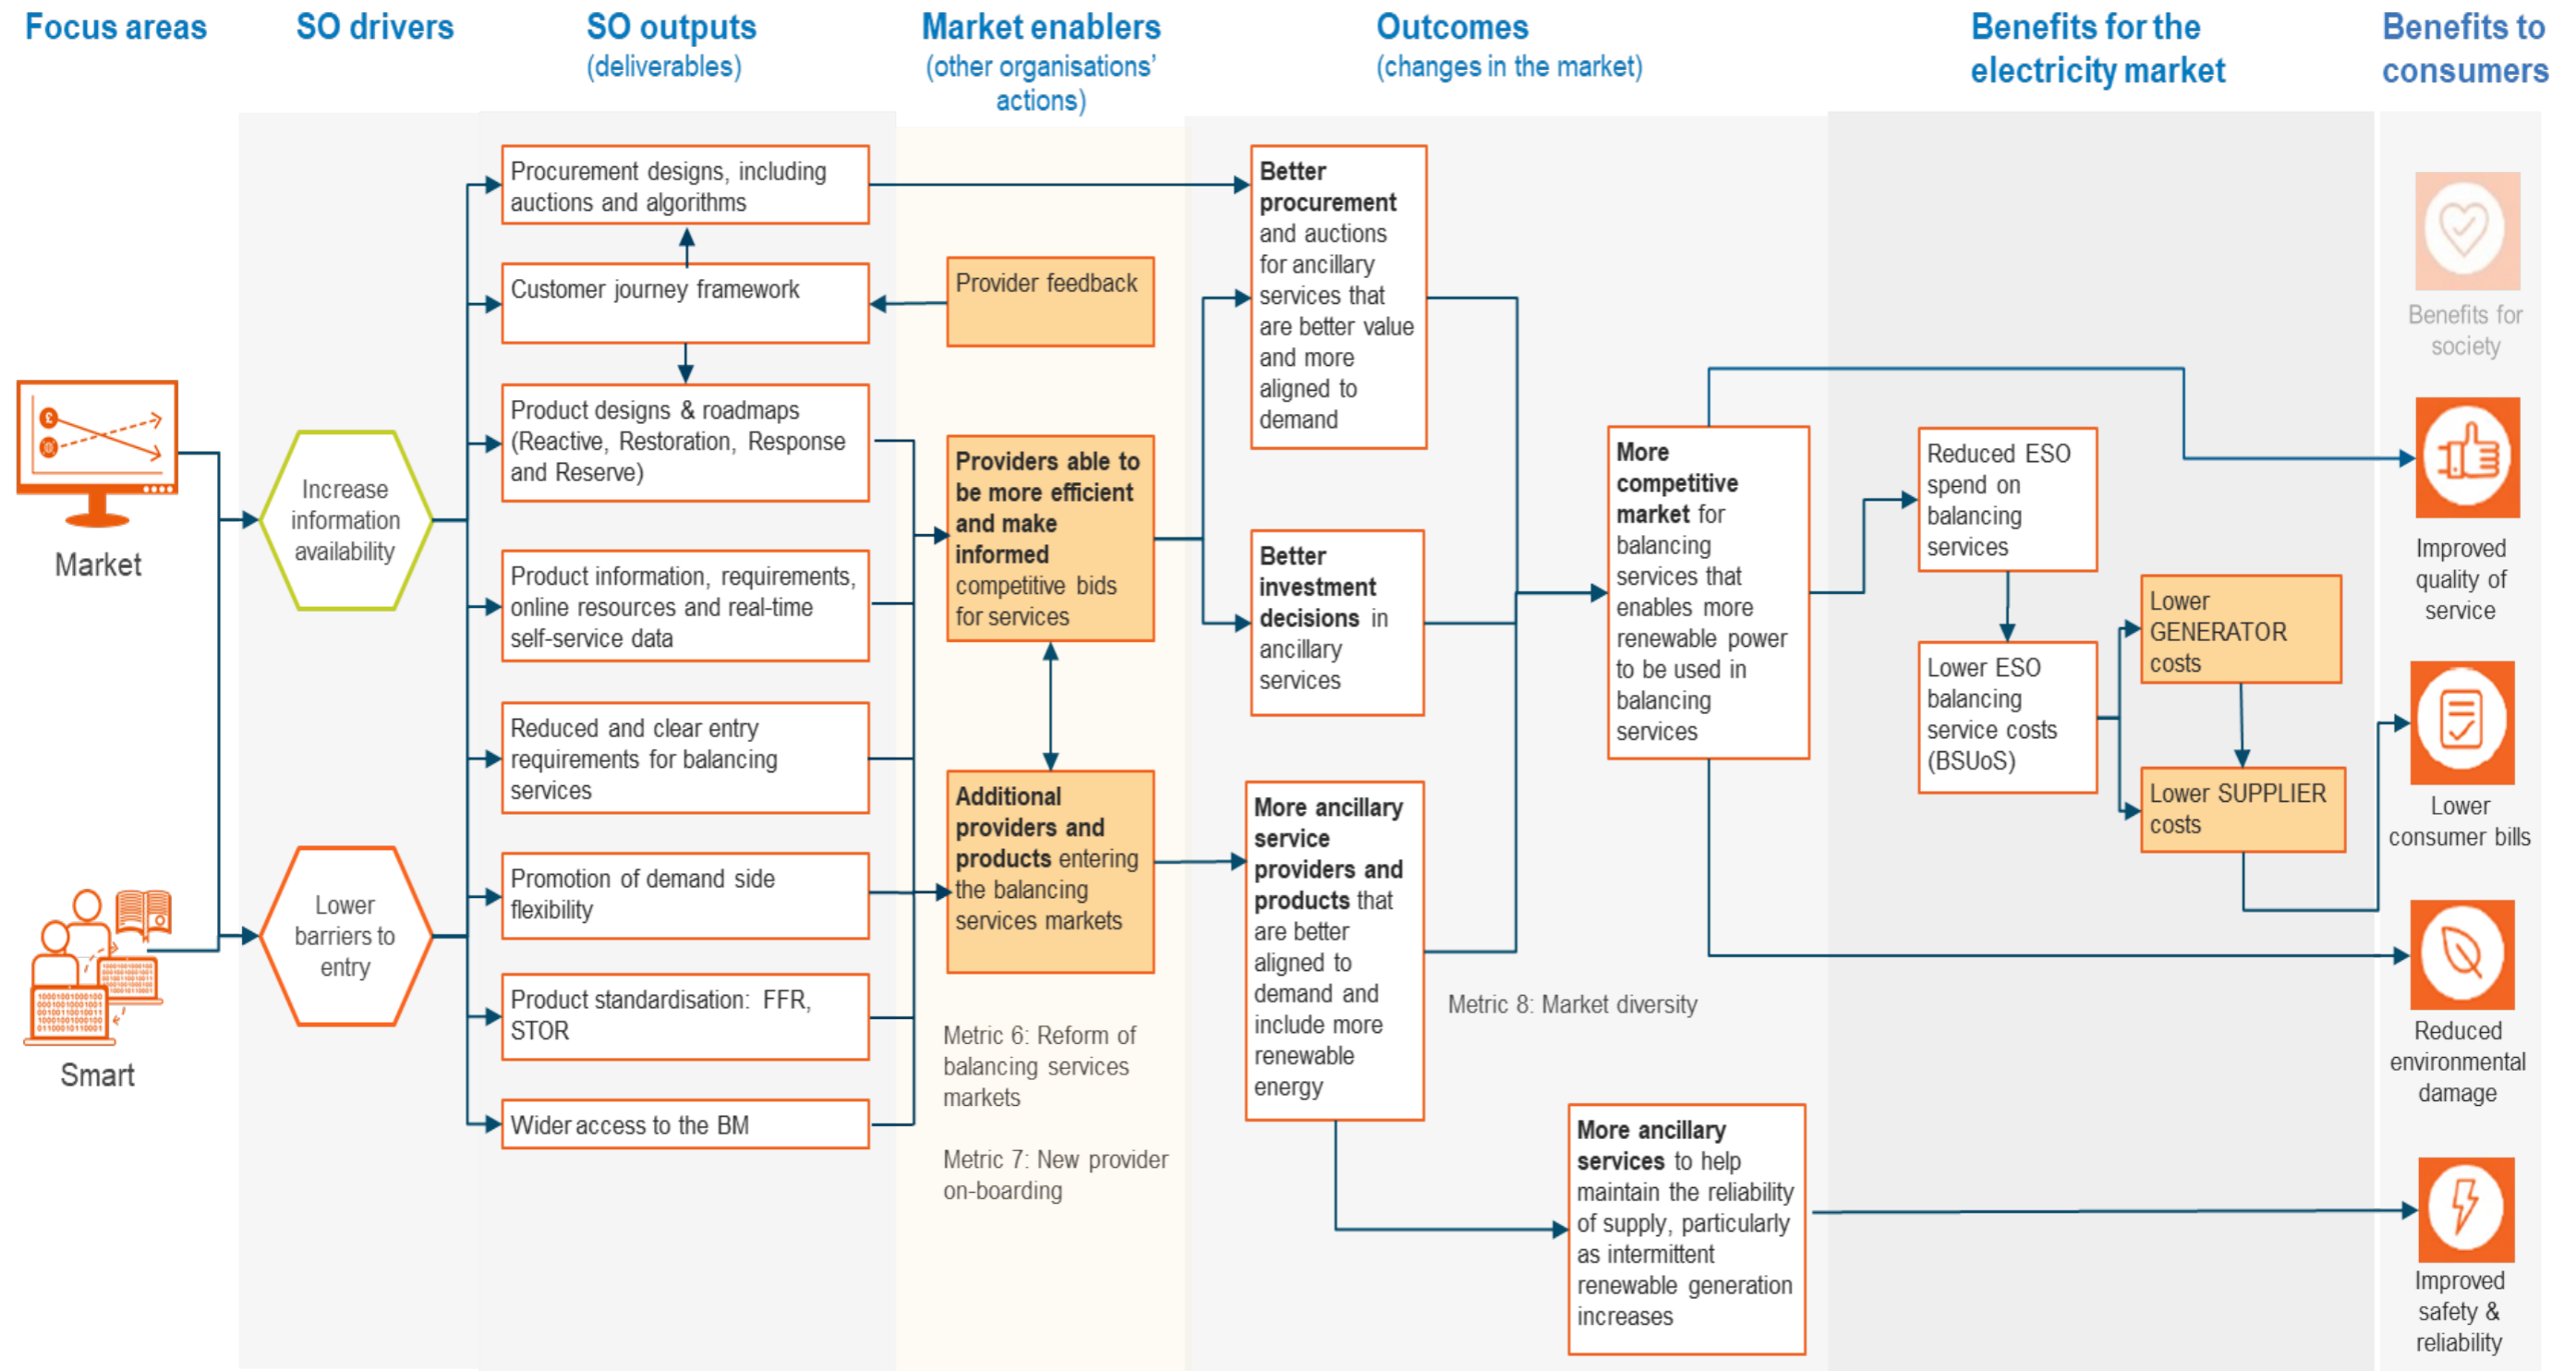 Focus areas
SO drivers
SO outputs
(deliverables)
Market enablers
(other organisations'
actions)
Outcomes
(changes in the market)
Benefits for the
electricity market
Benefits to
consumers
Market
Smart
Increase
information
availability
Lower
barriers to
entry
Procurement designs, including
auctions and algorithms
Customer journey framework
Product designs & roadmaps
(Reactive, Restoration, Response
and Reserve)
Product information, requirements,
online resources and real-time
self-service data
Reduced and clear entry
requirements for balancing
services
Promotion of demand side
flexibility
Product standardisation: FFR,
STOR
Wider access to the BM
Provider feedback
Providers able to
be more efficient
and make
informed
competitive bids
for services
Additional
providers and
products entering
the balancing
services markets
Metric 6: Reform of
balancing services
markets
Metric 7: New provider
on-boarding
Better
procurement
and auctions
for ancillary
services that
are better value
and more
aligned to
demand
Better
investment
decisions in
ancillary
services
More ancillary
service
providers and
products that
are better
aligned to
demand and
include more
renewable
energy
More
competitive
market for
balancing
services that
enables more
renewable power
to be used in
balancing
services
Metric 8: Market diversity
More ancillary
services to help
maintain the reliability
of supply, particularly
as intermittent
renewable generation
increases
Reduced ESO
spend on
balancing
services
Lower ESO
balancing
service costs
(BSUoS)
Lower
GENERATOR
costs
Lower SUPPLIER
costs
Benefits for
society
Improved
quality of
service
Lower
consumer bills
Reduced
environmental
damage
Improved
safety &
reliability